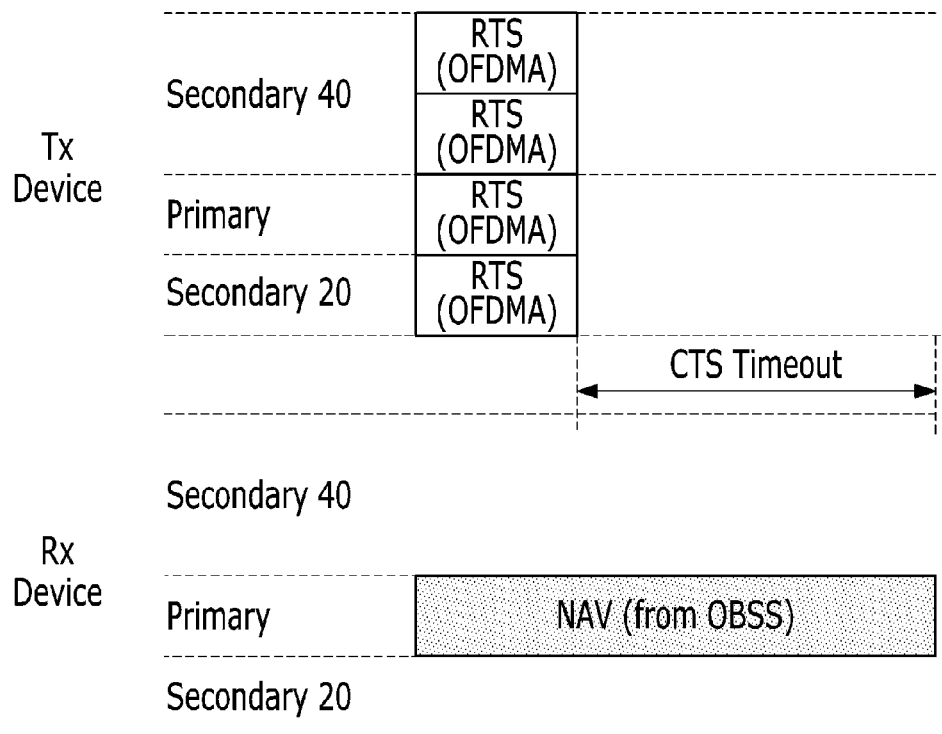 RTS
(OFDMA)
Secondary 40
RTS
(OFDMA)
Tx
Device
Primary
RTS
(OFDMA)
Secondary 20
RTS
(OFDMA)
CTS Timeout
Secondary 40
Rx
Device
Primary
NAV (from OBSS)
Secondary 20